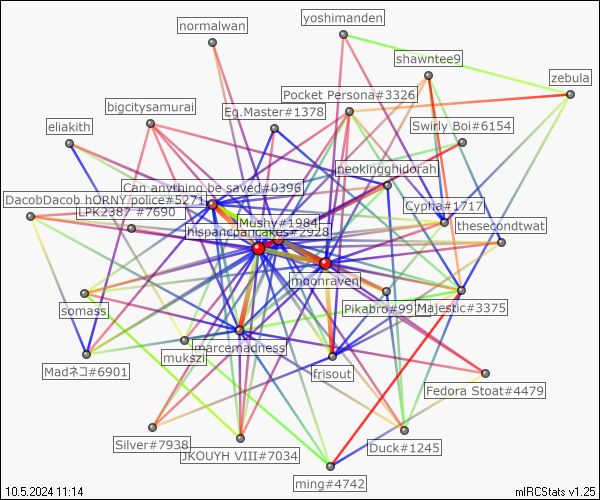 yoshimanden
normalwan
shawntee9
zebula
Pocket Persona#3326
bigcitysamurai
Eg.Master#1378
Swirly Boi#6154
eliakith
neokingghidorah
Can anything be saved#0396
DacobDacob hORNY police#5271
Cypha#1717
LPK2387 #7690
Mushy#1984
thesecondtwat
hispancpancakes#2928
moonraven
somass
Pikabro#99
Majestic#3375
marcemadness
mukszi
Madネコ#6901
frisout
Fedora Stoat#4479
Silver#7938
Duck#1245
JKOUYH VIII#7034
ming#4742
10.5.2024 11:14
mIRCStats v1.25